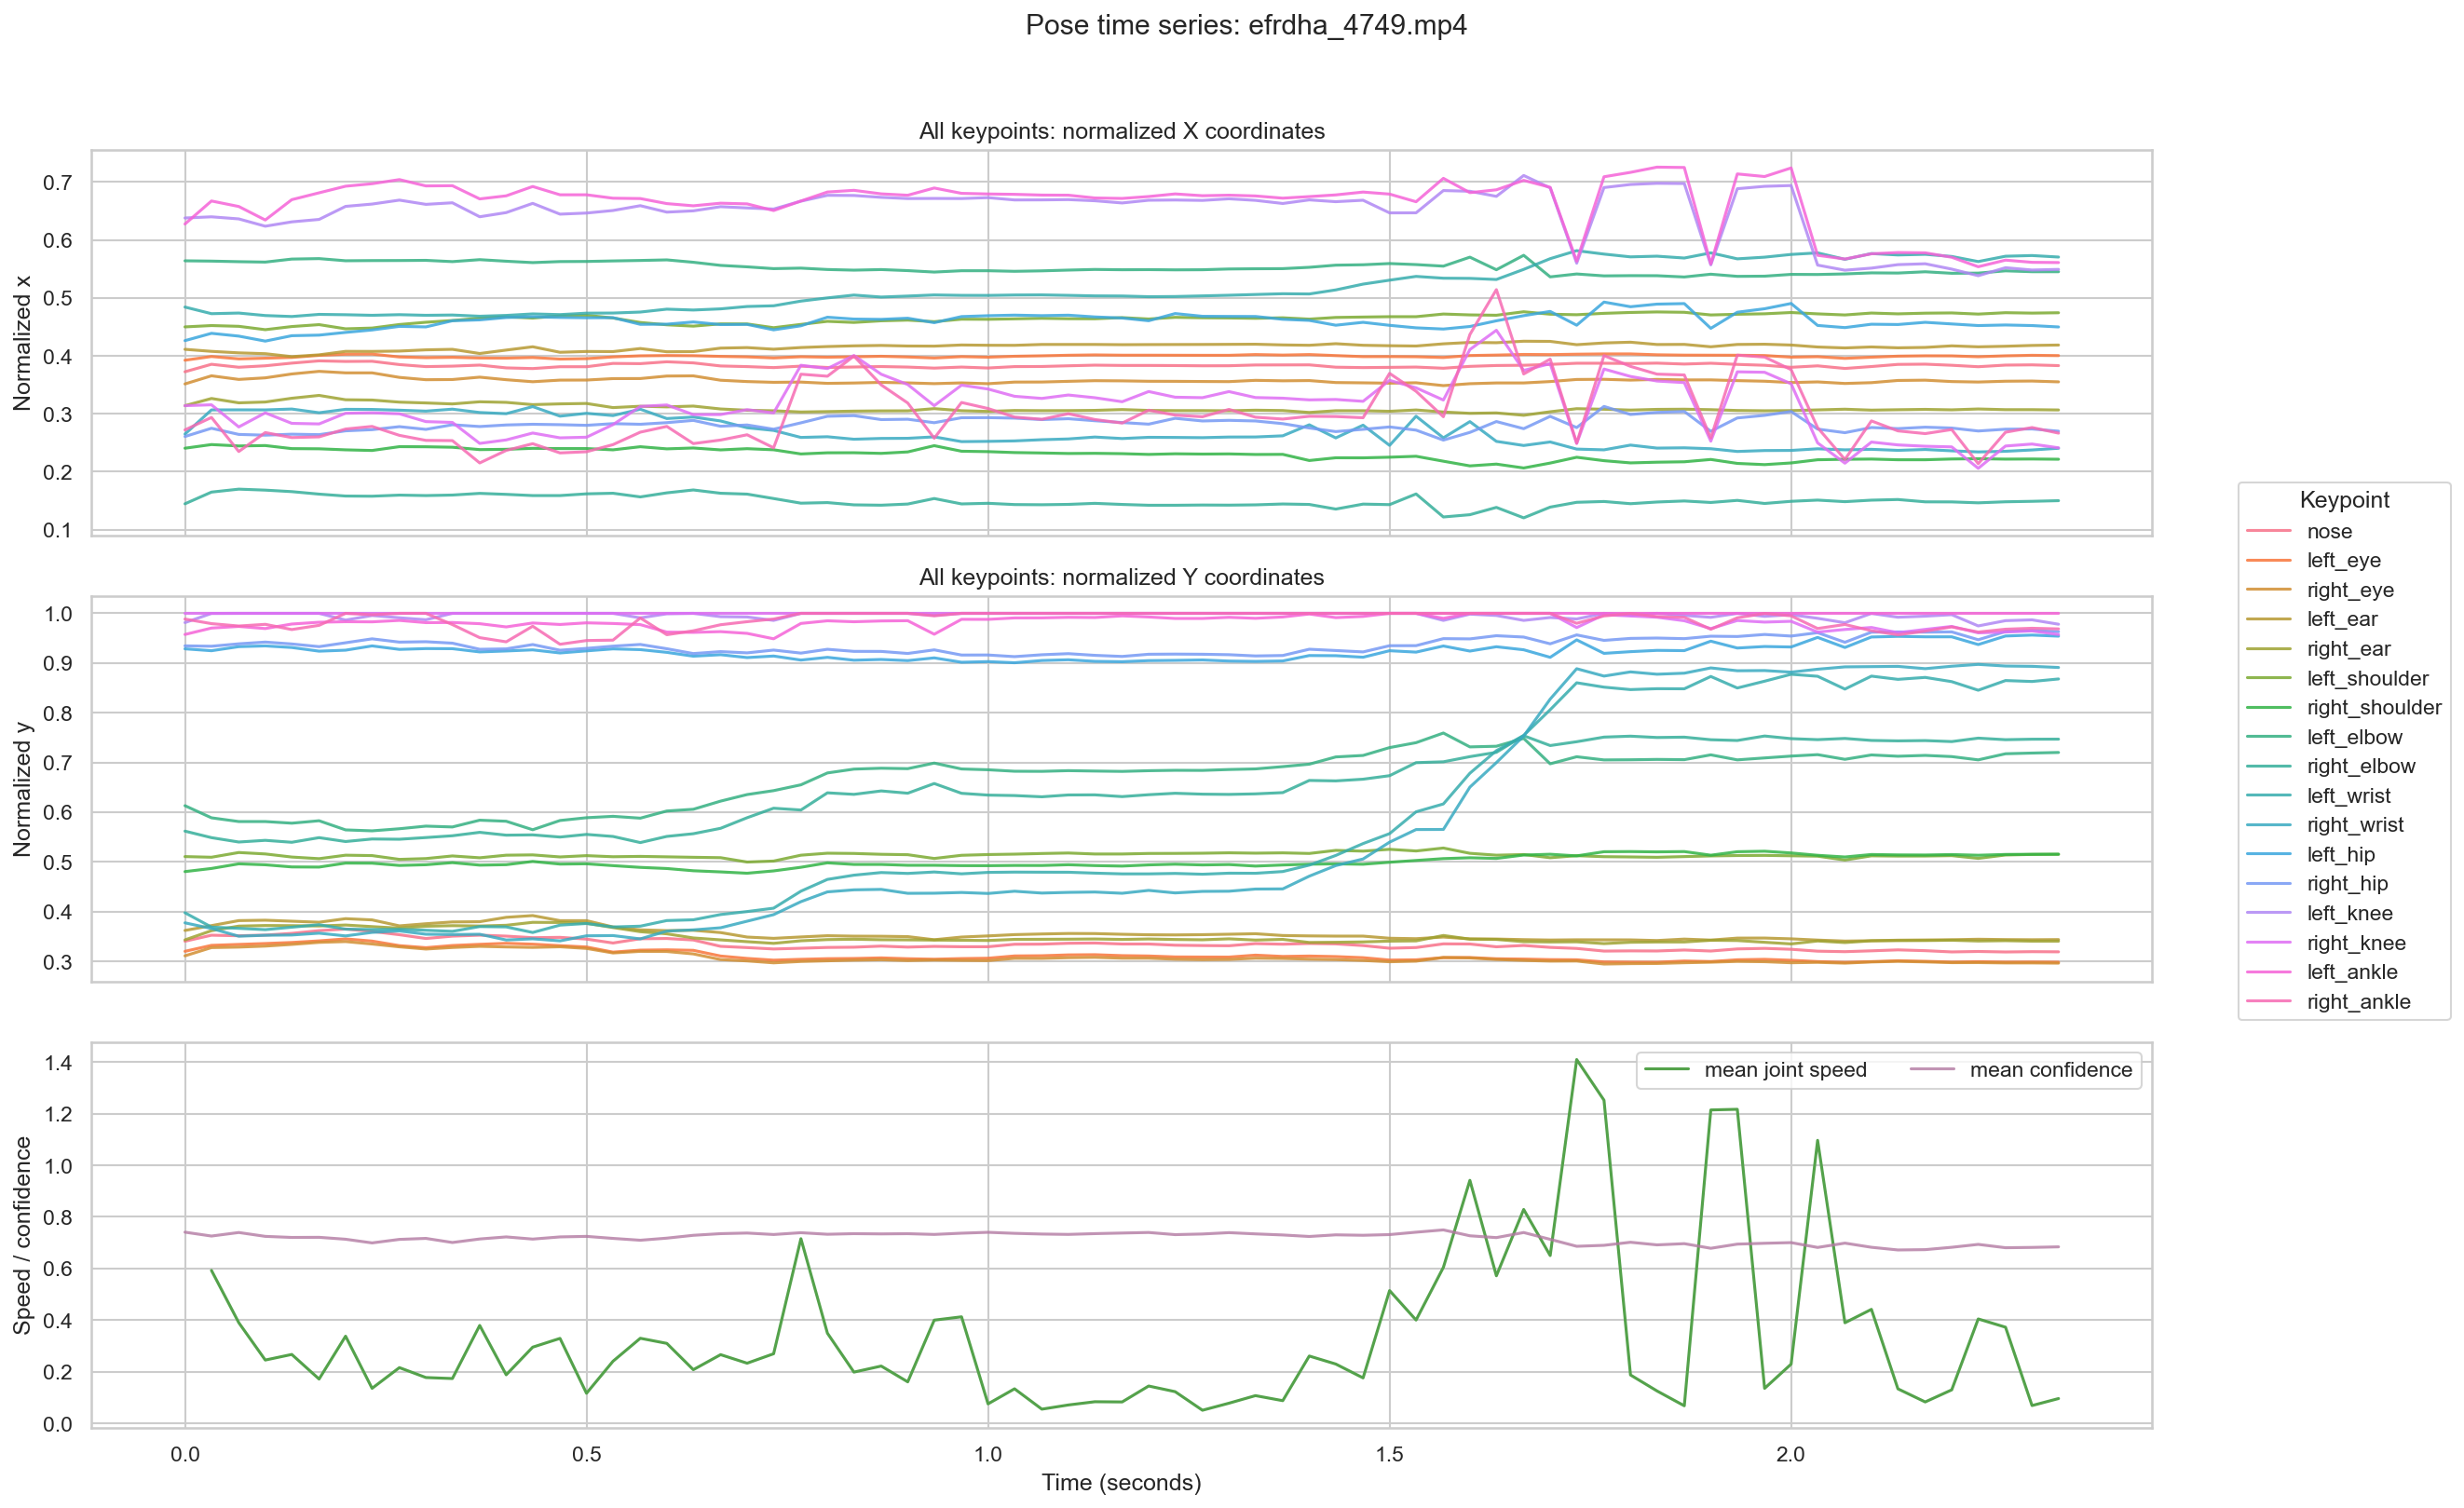 Pose time series: efrdha_4749.mp4
All keypoints: normalized X coordinates
Normalized x
0.7
0.6
0.5
0.4
0.3
0.2
0.1
All keypoints: normalized Y coordinates
Normalized y
1.0
0.9
0.8
0.7
0.6
0.5
0.4
0.3
Keypoint
nose
left_eye
right_eye
left_ear
right_ear
left_shoulder
right_shoulder
left_elbow
right_elbow
left_wrist
right_wrist
left_hip
right_hip
left_knee
right_knee
left_ankle
right_ankle
Speed / confidence
1.4
1.2
1.0
0.8
0.6
0.4
0.2
0.0
mean joint speed mean confidence
0.0 0.5 1.0 1.5 2.0
Time (seconds)